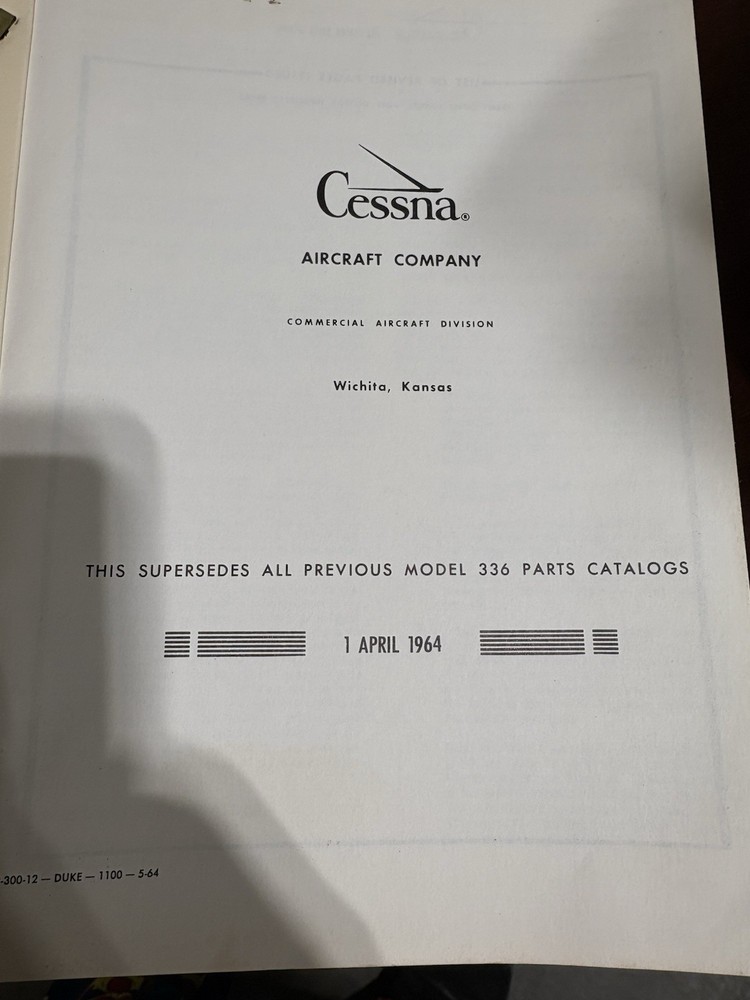 Cessna®
AIRCRAFT COMPANY
COMMERCIAL AIRCRAFT DIVISION
Wichita, Kansas
THIS SUPERSEDES ALL PREVIOUS MODEL 336 PARTS CATALOGS
1 APRIL 1964
-300-12 — DUKE — 1100 — 5-64